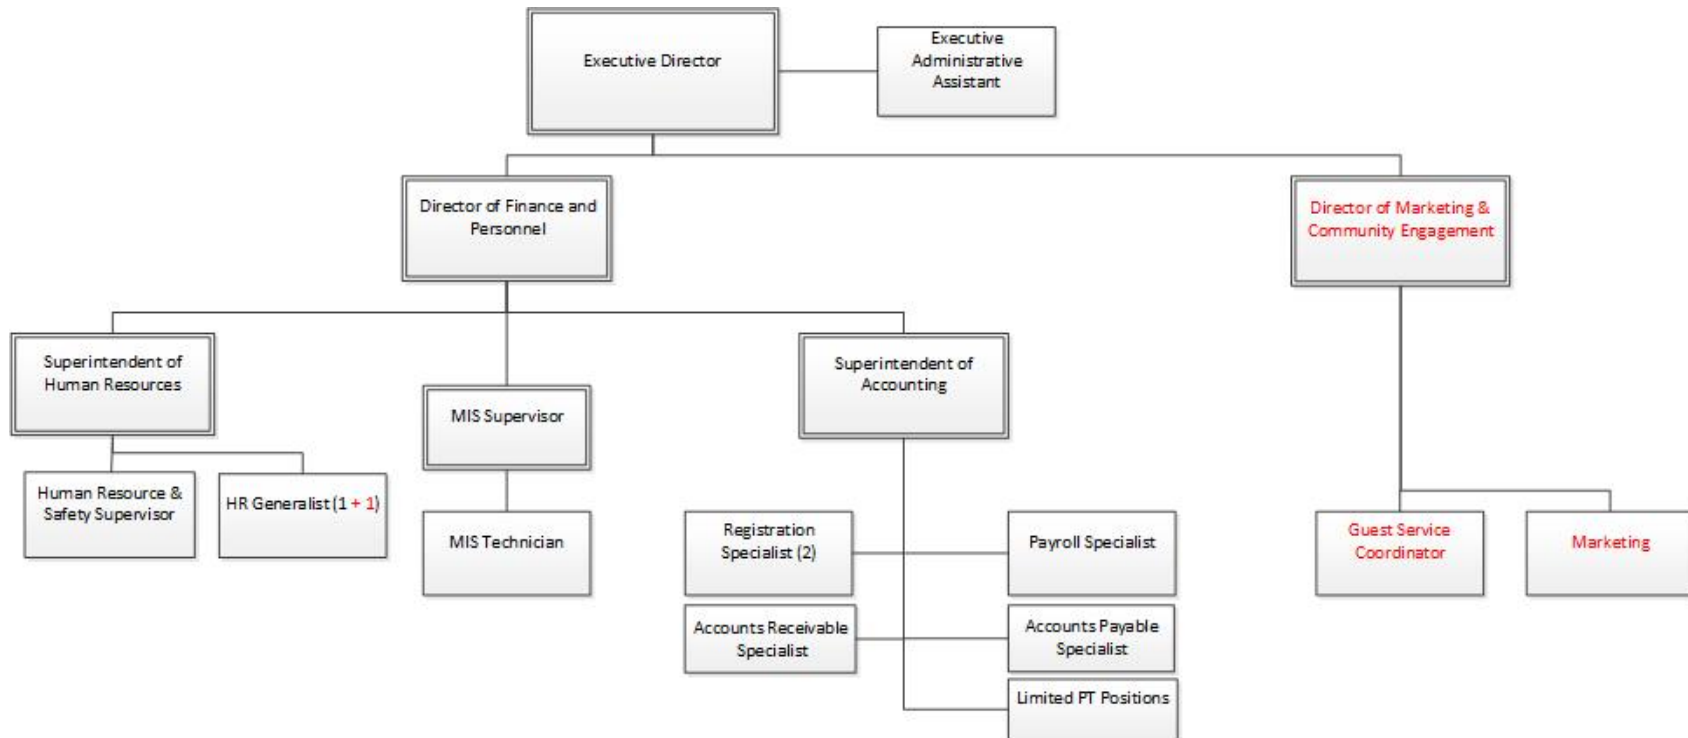 Executive Director
Executive
Administrative
Assistant
Director of Finance and
Personnel
Director of Marketing &
Community Engagement
Superintendent of
Human Resources
MIS Supervisor
Superintendent of
Accounting
Human Resource &
Safety Supervisor
HR Generalist (1 + 1)
MIS Technician
Registration
Specialist (2)
Payroll Specialist
Guest Service
Coordinator
Marketing
Accounts Receivable
Specialist
Accounts Payable
Specialist
Limited PT Positions